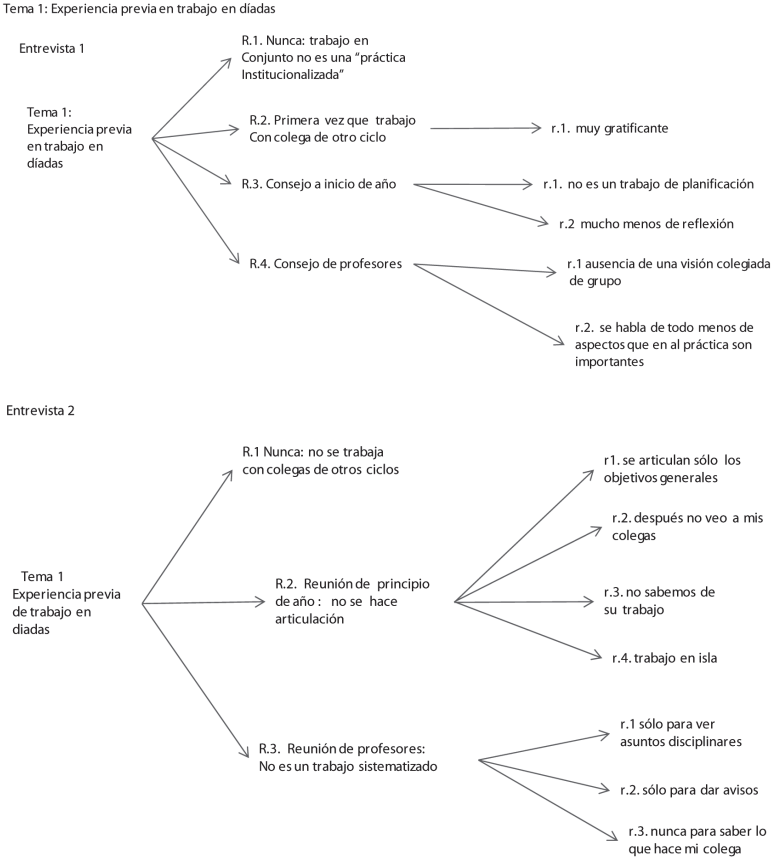 Tema 1: Experiencia previa en trabajo en díadas
Entrevista 1
Tema 1:
Experiencia previa
en trabajo en
díadas
R.1. Nunca: trabajo en
Conjunto no es una “práctica
Institucionalizada”
R.2. Primera vez que trabajo
Con colega de otro ciclo
r.1. muy gratificante
R.3. Consejo a inicio de año
r.1. no es un trabajo de planificación
r.2 mucho menos de reflexión
R.4. Consejo de profesores
r.1 ausencia de una visión colegiada
de grupo
r.2. se habla de todo menos de
aspectos que en al práctica son
importantes
Entrevista 2
Tema 1
Experiencia previa
de trabajo en
diadas
R.1 Nunca: no se trabaja
con colegas de otros ciclos
R.2. Reunión de principio
de año : no se hace
articulación
r1. se articulan sólo los
objetivos generales
r.2. después no veo a mis
colegas
r.3. no sabemos de
su trabajo
r.4. trabajo en isla
R.3. Reunión de profesores:
No es un trabajo sistematizado
r.1 sólo para ver
asuntos disciplinares
r.2. sólo para dar avisos
r.3. nunca para saber lo
que hace mi colega